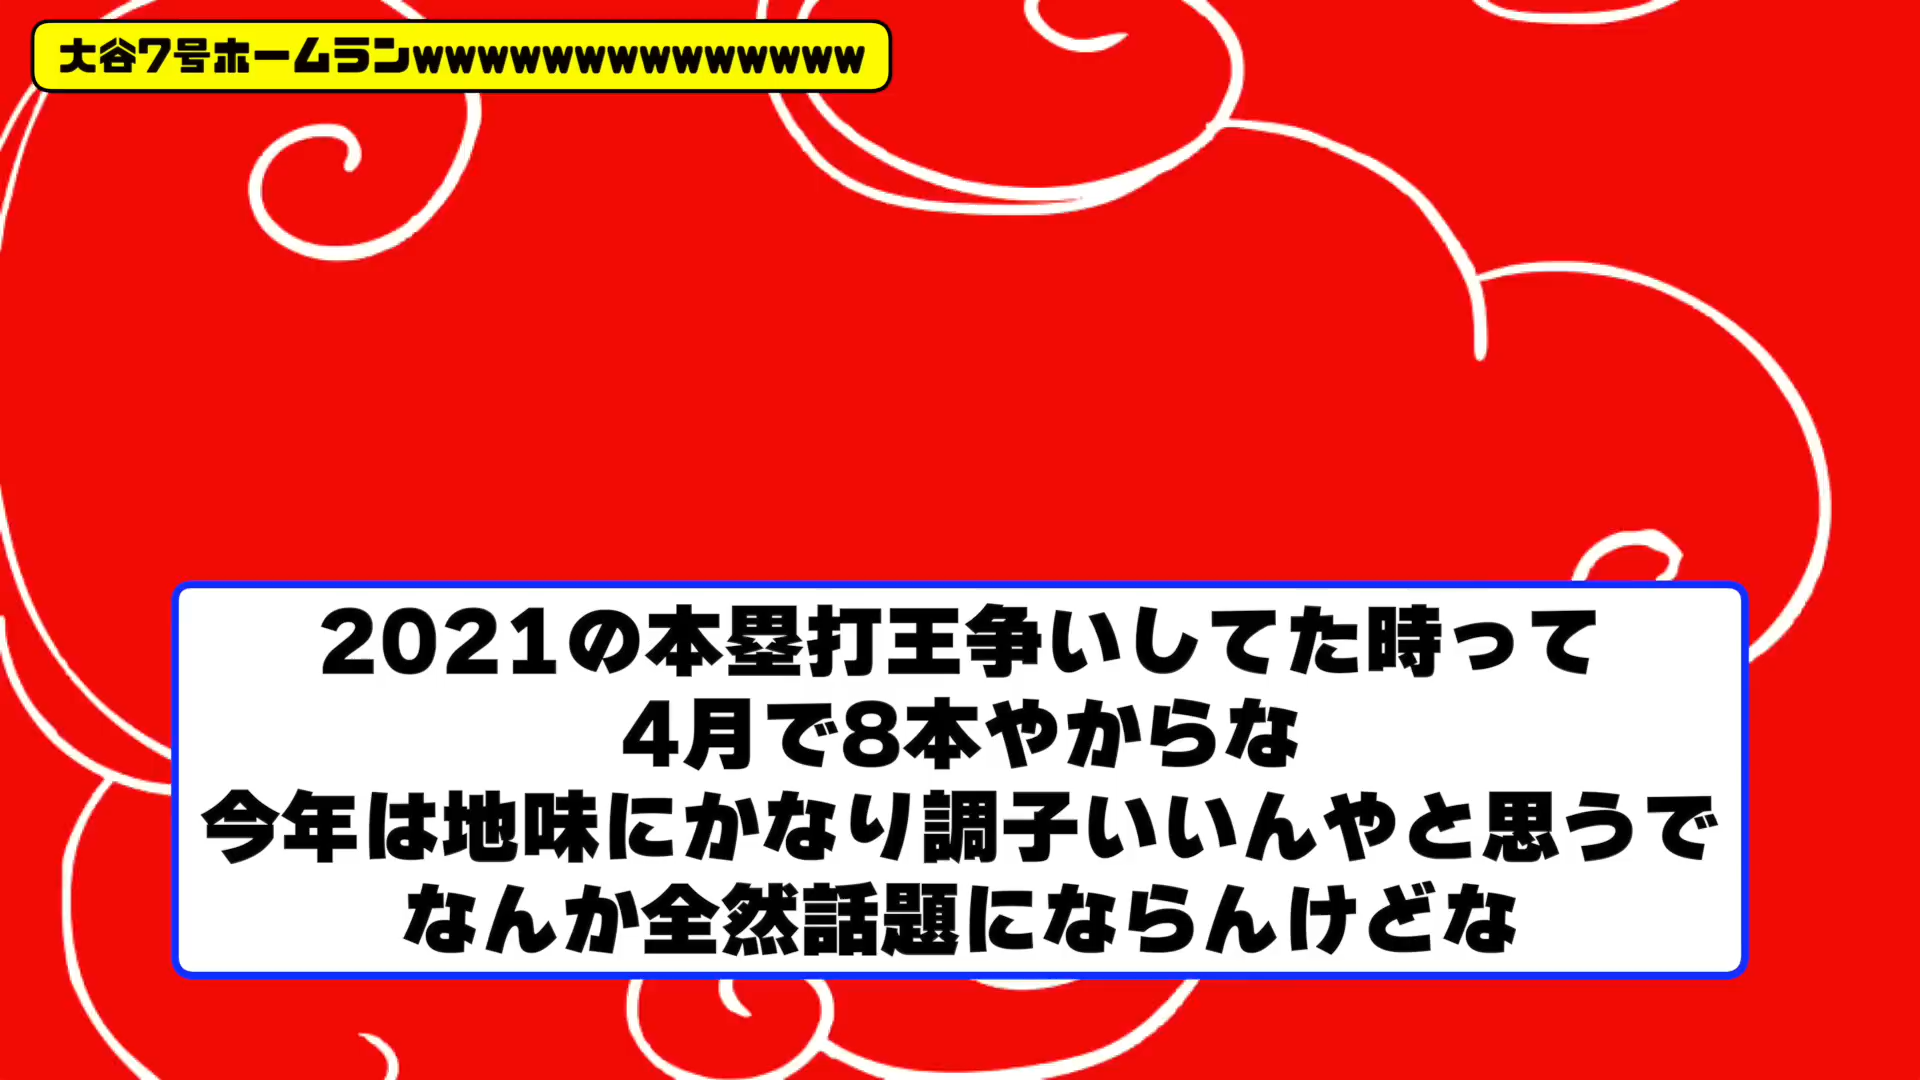 大谷7号ホームランwwwwwwwwwwwwww
2021の本塁打王争いしてた時って
4月で8本やからな
今年は地味にかなり調子いいんやと思うで
なんか全然話題にならんけどな